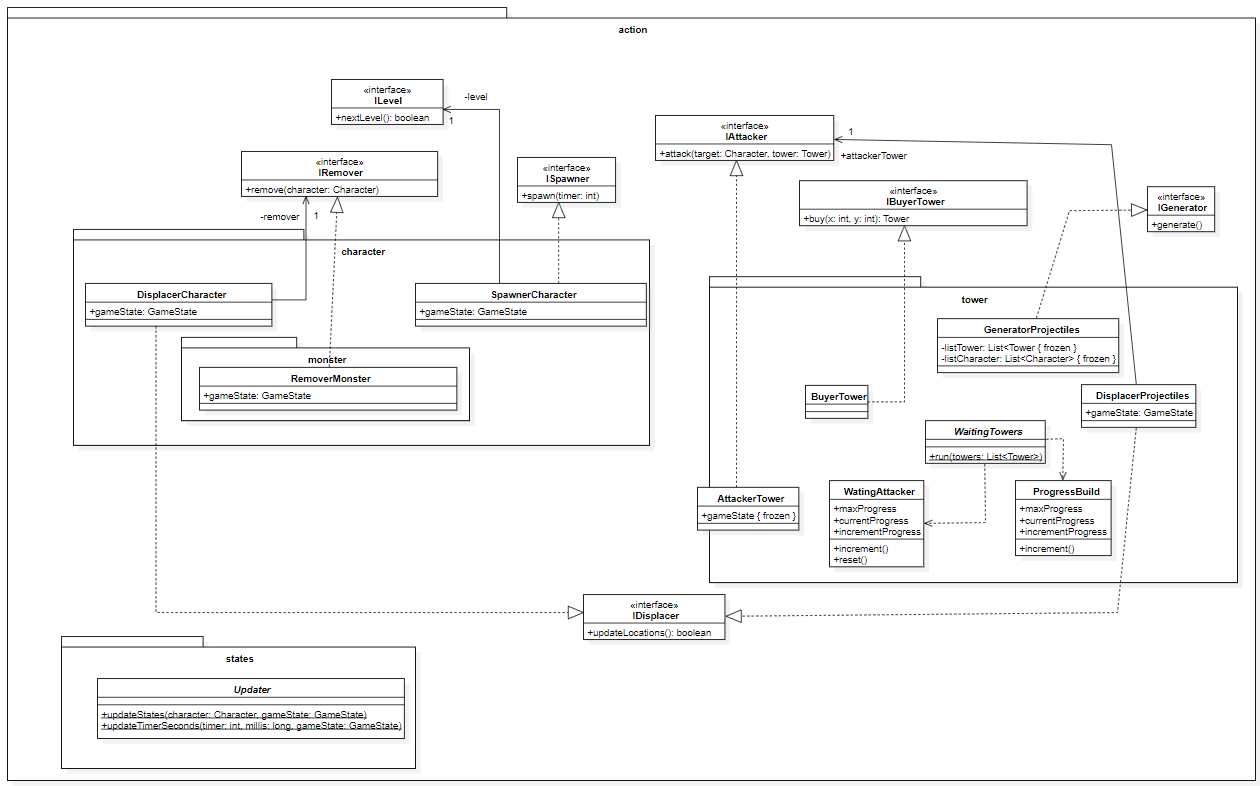 action
«interface»
ILevel
+nextLevel(): boolean
-level
1
«interface»
IAttacker
+attack(target: Character, tower: Tower)
1
+attackerTower
«interface»
IRemover
+remove(character: Character)
-remover
1
«interface»
ISpawner
+spawn(timer: int)
«interface»
IBuyerTower
+buy(x: int, y: int): Tower
«interface»
IGenerator
+generate()
character
DisplacerCharacter
+gameState: GameState
SpawnerCharacter
+gameState: GameState
monster
RemoverMonster
+gameState: GameState
tower
GeneratorProjectiles
-listTower: List<Tower { frozen }
-listCharacter: List<Character> { frozen }
BuyerTower
DisplacerProjectiles
+gameState: GameState
WaitingTowers
+run(towers: List<Tower>)
AttackerTower
+gameState { frozen }
WatingAttacker
+maxProgress
+currentProgress
+incrementProgress
+increment()
+reset()
ProgressBuild
+maxProgress
+currentProgress
+incrementProgress
+increment()
«interface»
IDisplacer
+updateLocations(): boolean
states
Updater
+updateStates(character: Character, gameState: GameState)
+updateTimerSeconds(timer: int, millis: long, gameState: GameState)